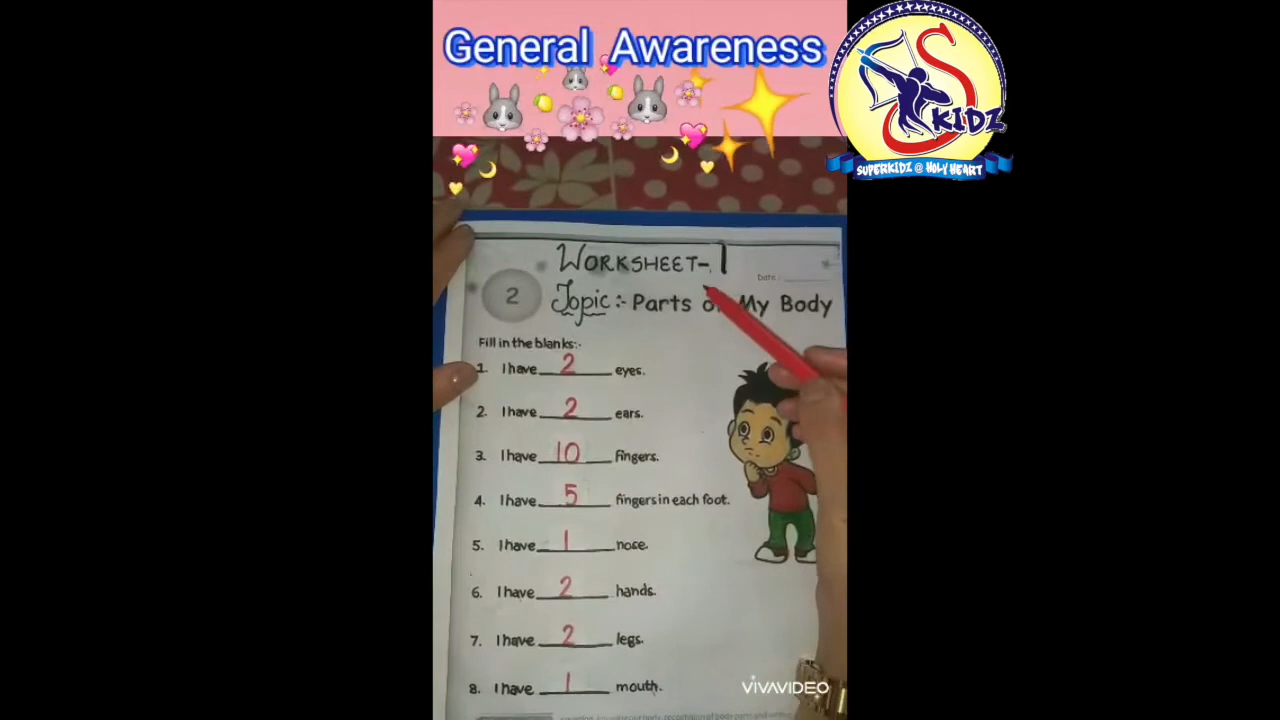 General Awareness
S
KIDZ
SUPERKIDZ @ HOLY HEART
WORKSHEET-1
Date:
2
Topic:- Parts of My Body
Fill in the blanks:-
1. I have 2 eyes.
2. I have 2 ears.
3. I have 10 fingers.
4. I have 5 fingers in each foot.
5. I have 1 nose.
6. I have 2 hands.
7. I have 2 legs.
8. I have 1 mouth.
VIVAVIDEO